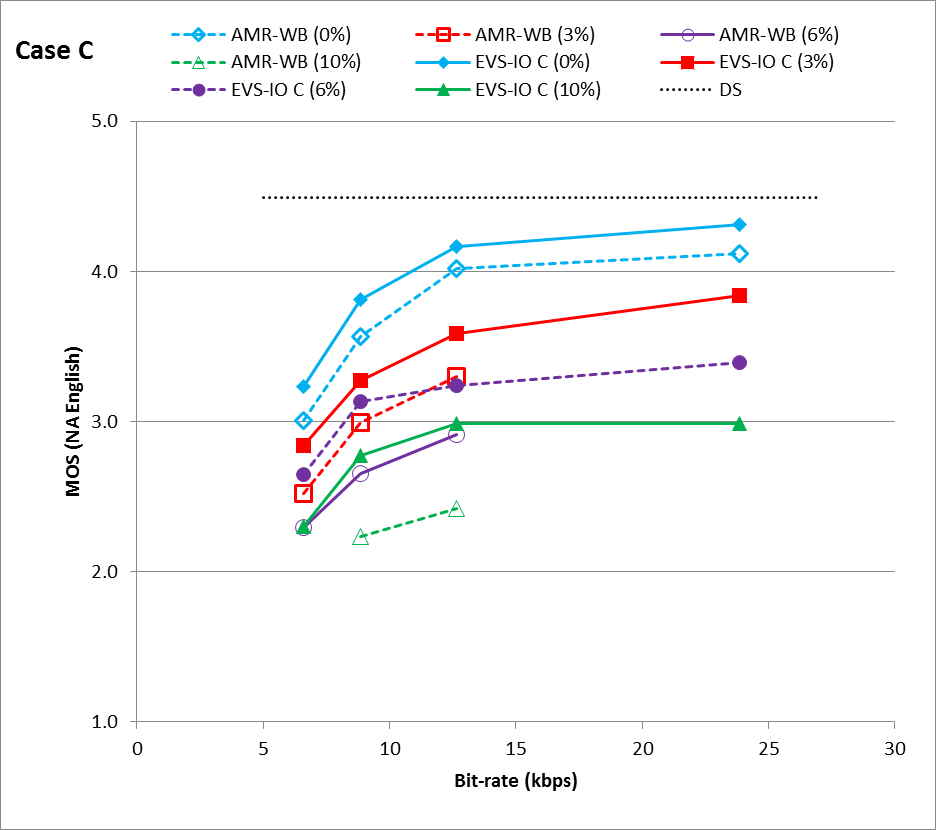 Case C
AMR-WB (0%) AMR-WB (3%) AMR-WB (6%)
AMR-WB (10%) EVS-IO C (0%) EVS-IO C (3%)
EVS-IO C (6%) EVS-IO C (10%) DS
5.0
4.0
3.0
2.0
1.0
MOS (NA English)
0 5 10 15 20 25 30
Bit-rate (kbps)